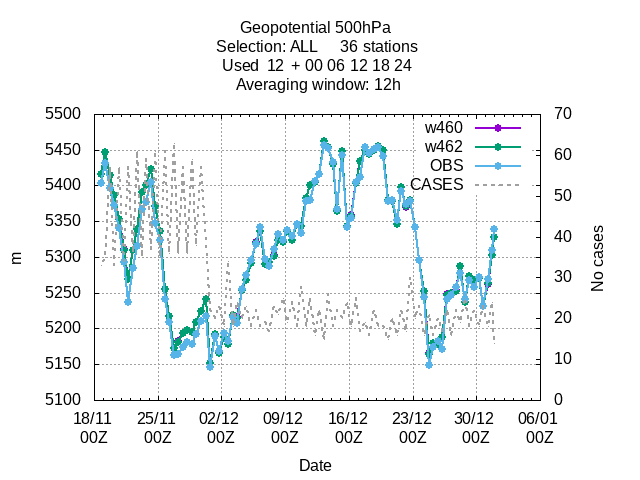 Geopotential 500hPa
Selection: ALL 36 stations
Used 12 + 00 06 12 18 24
Averaging window: 12h
5500
5450
5400
5350
5300
5250
5200
5150
5100
m
70
60
50
40
30
20
10
0
No cases
w460
w462
OBS
CASES
18/11 25/11 02/12 09/12 16/12 23/12 30/12 06/01
00Z 00Z 00Z 00Z 00Z 00Z 00Z 00Z
Date